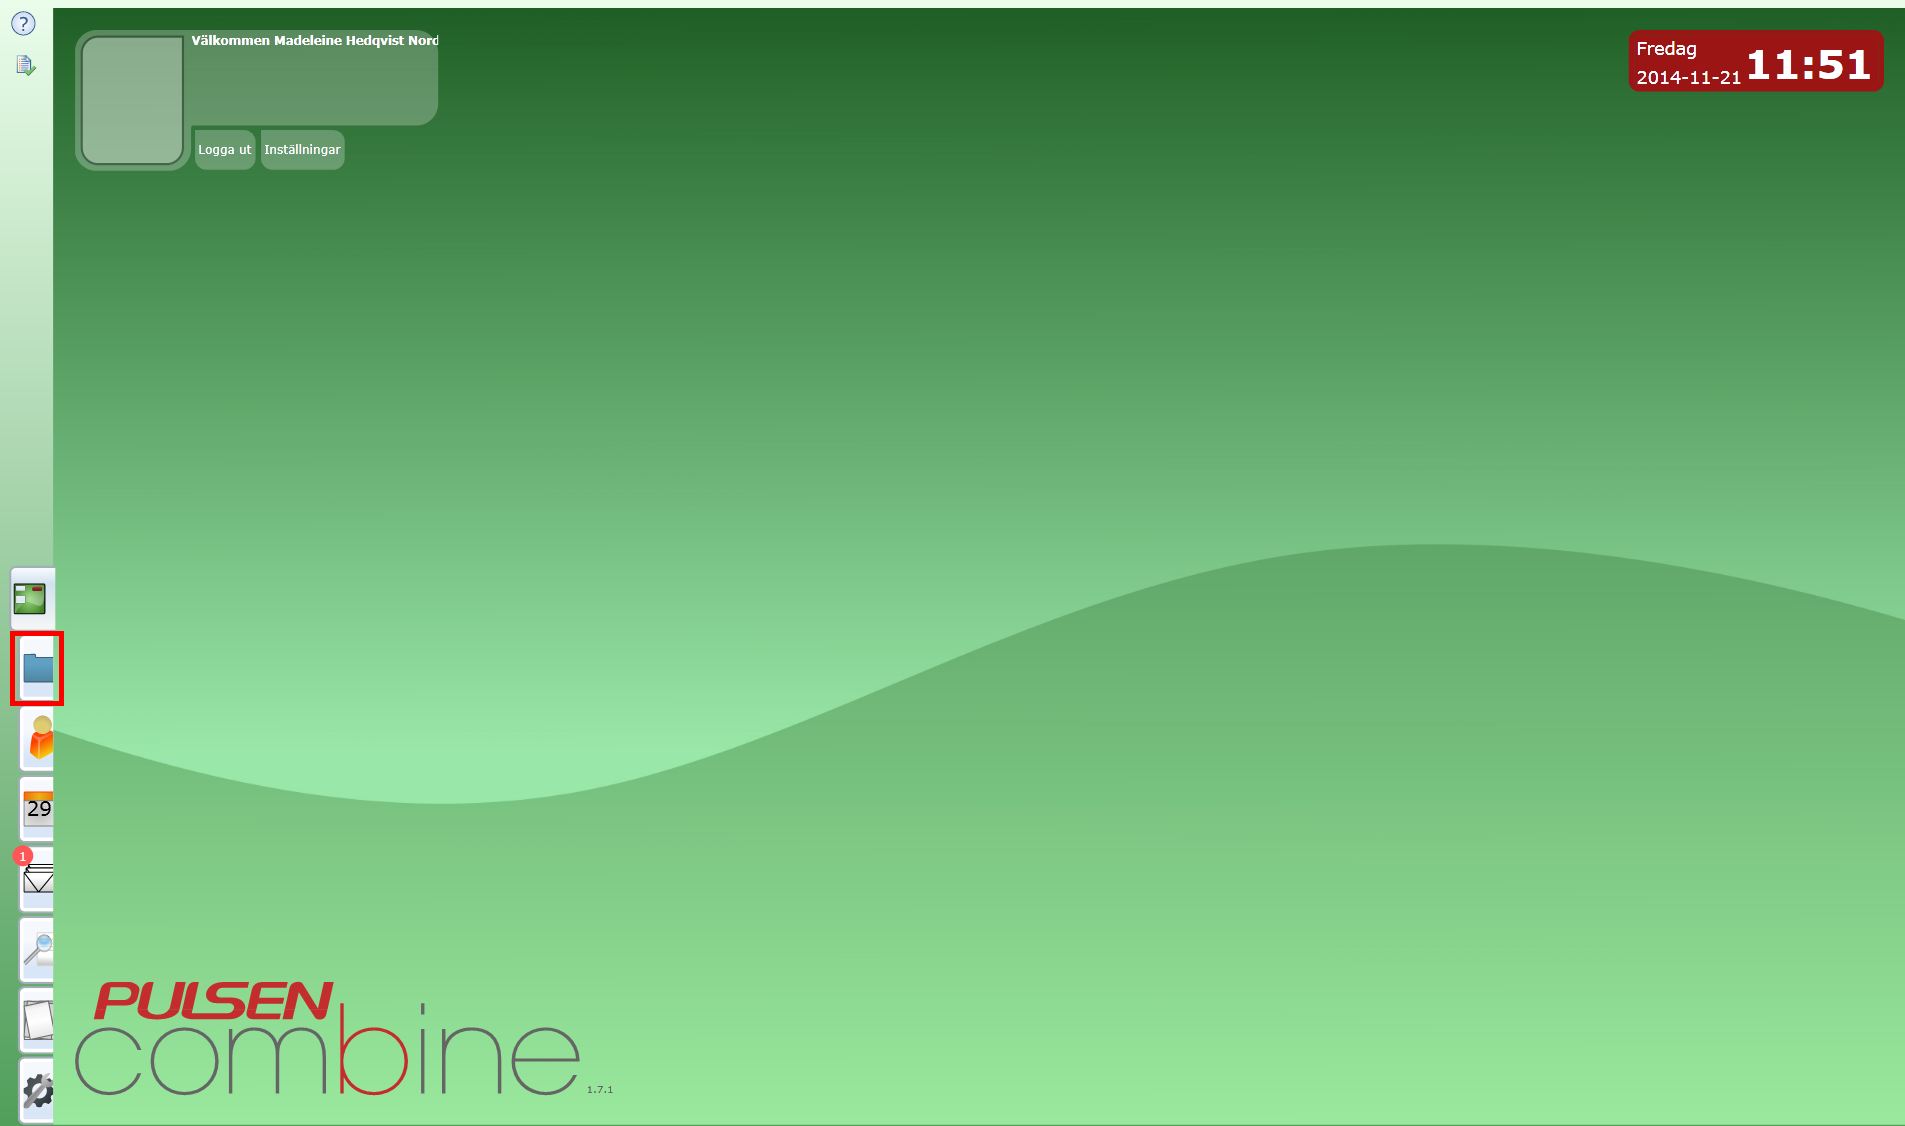 ?
Välkommen Madeleine Hedqvist Nord
Logga ut
Inställningar
Fredag
2014-11-21
11:51
29
1
PULSEN
combine
1.7.1